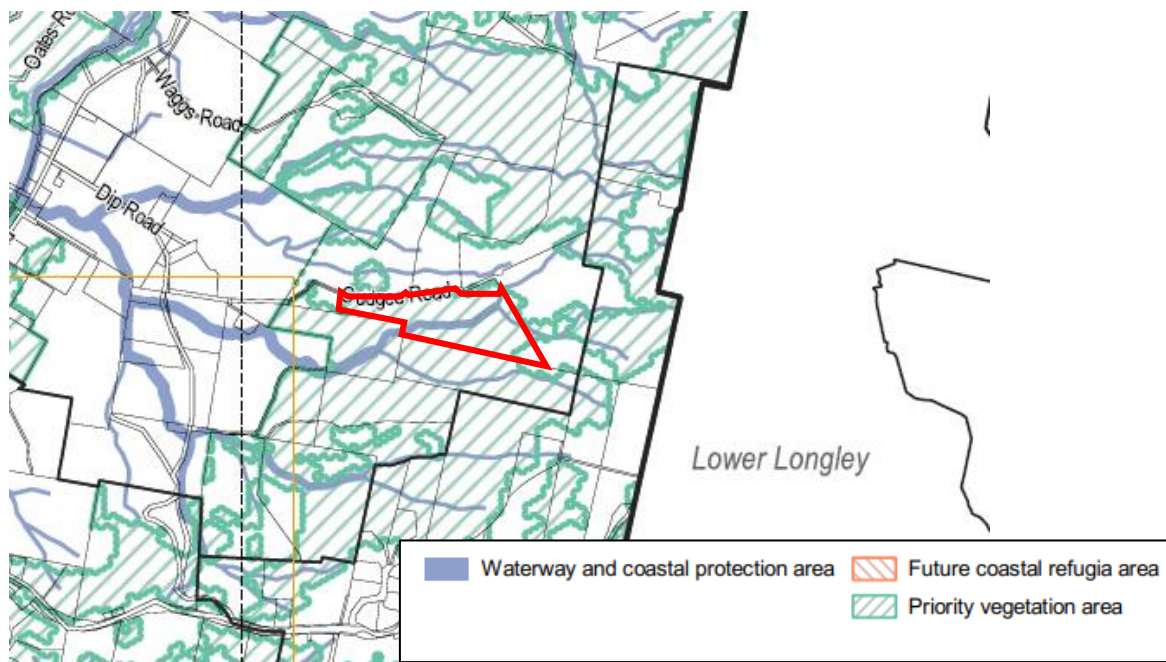 Oates Ro
Waggs Road
Dip Road
Road
Lower Longley
Waterway and coastal protection area
Future coastal refugia area
Priority vegetation area